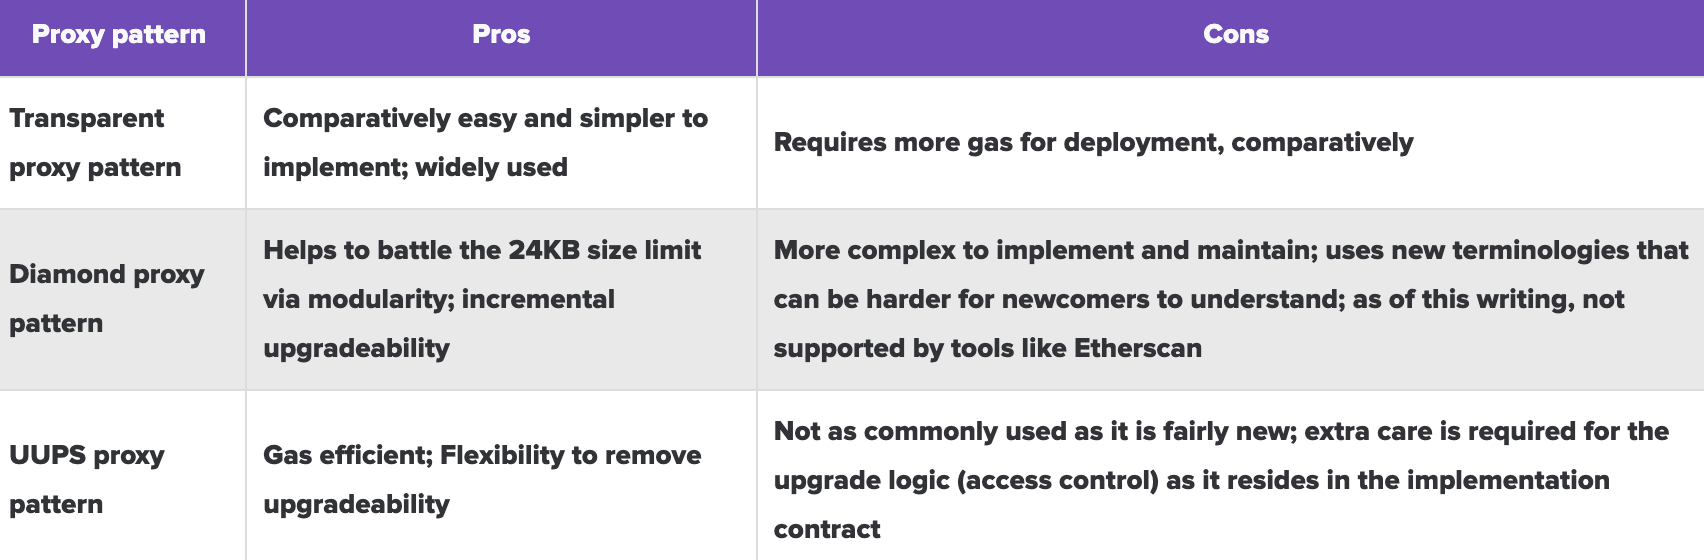 Proxy pattern
Pros
Cons
Transparent
proxy pattern
Comparatively easy and simpler to
implement; widely used
Requires more gas for deployment, comparatively
Diamond proxy
pattern
Helps to battle the 24KB size limit
via modularity; incremental
upgradeability
More complex to implement and maintain; uses new terminologies that
can be harder for newcomers to understand; as of this writing, not
supported by tools like Etherscan
UUPS proxy
pattern
Gas efficient; Flexibility to remove
upgradeability
Not as commonly used as it is fairly new; extra care is required for the
upgrade logic (access control) as it resides in the implementation
contract